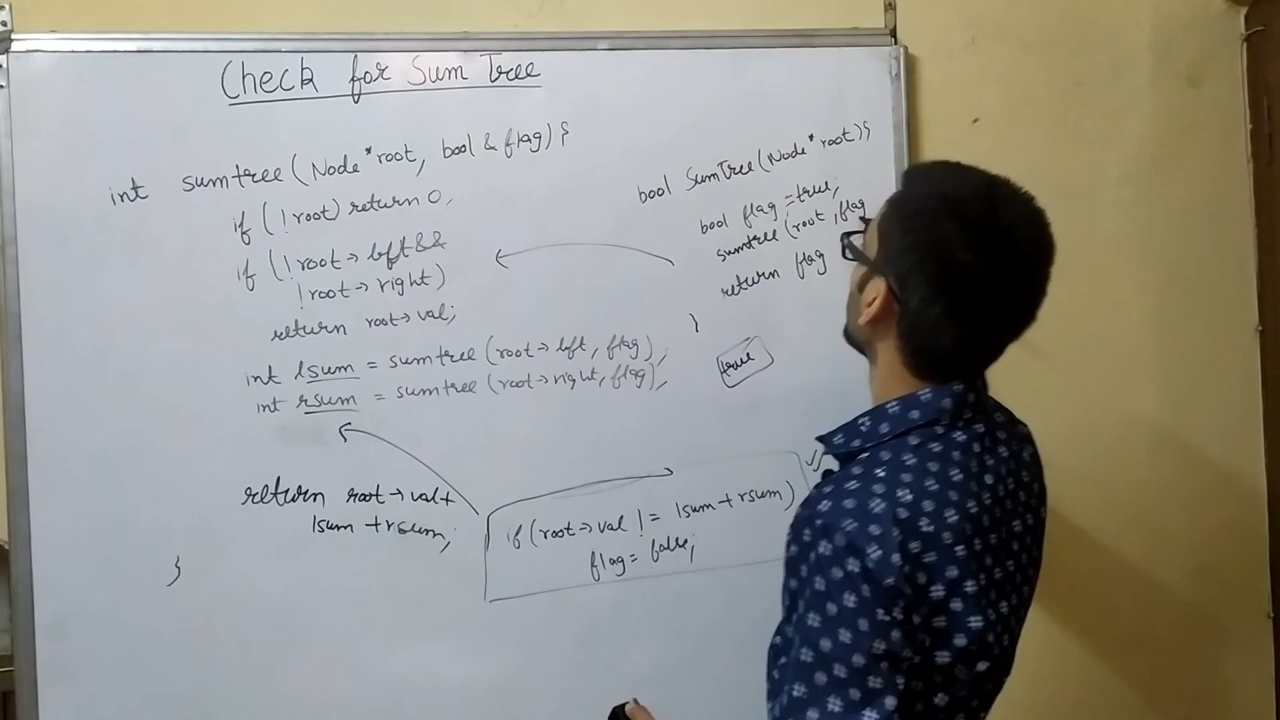 Check for Sum Tree
int sumtree(Node*root, bool & flag){
if (!root) return 0,
if (!root→left &&
!root→right)
return root→val;
int lsum = sumtree(root→left, flag),
int rsum = sumtree(root→right, flag),
return root→val+
lsum +rsum;
}
bool SumTree(Node*root){
bool flag =true;
sumtree(root ,flag
return flag
}
true
if (root→val != lsum+rsum)
flag= false;